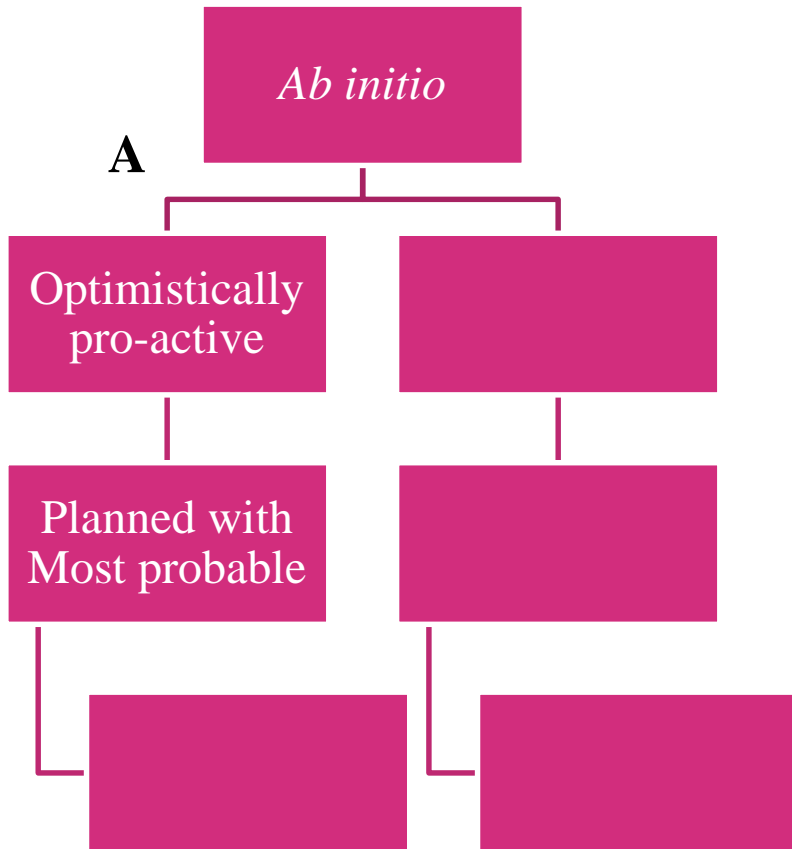 Ab initio
A
Optimistically
pro-active
Planned with
Most probable